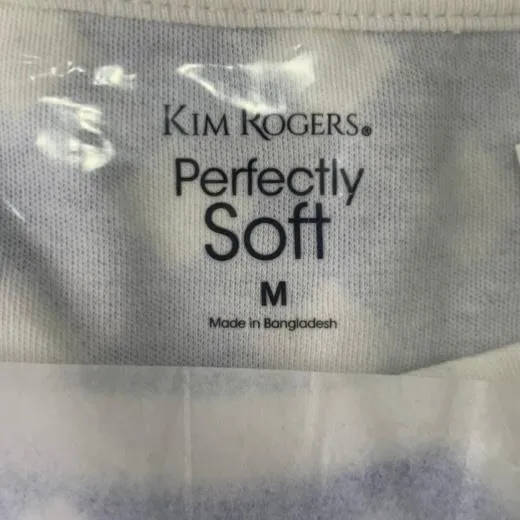 KIM ROGERS®
Perfectly
Soft
M
Made in Bangladesh